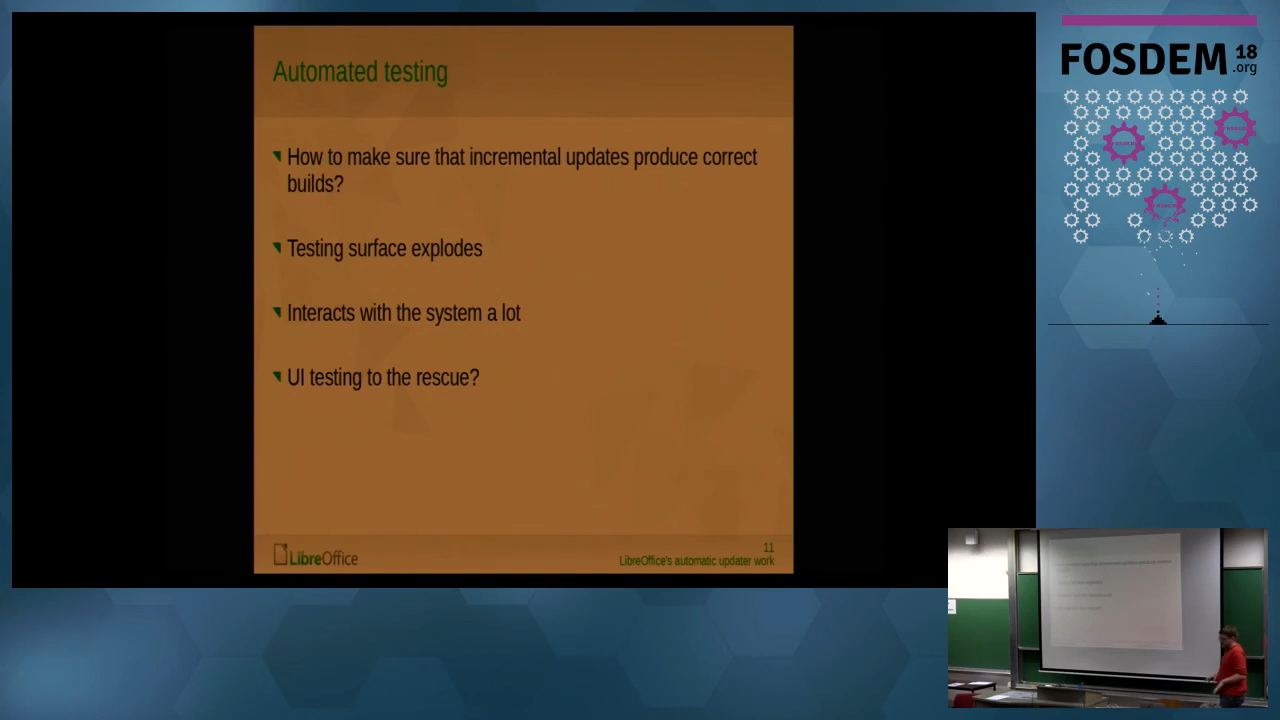 Automated testing
How to make sure that incremental updates produce correct
builds?
Testing surface explodes
Interacts with the system a lot
UI testing to the rescue?
LibreOffice
11
LibreOffice's automatic updater work
FOSDEM 18
.org